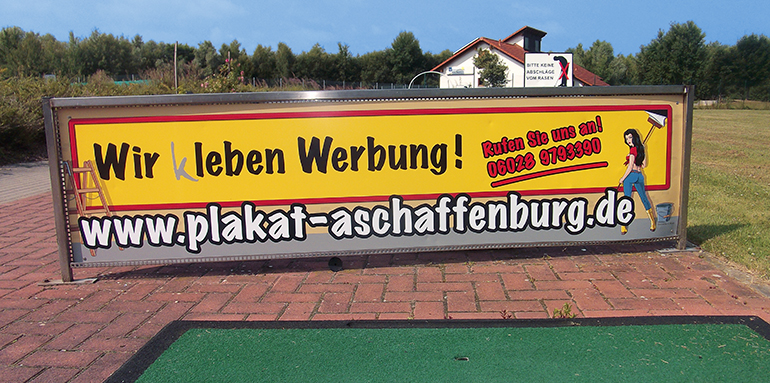 BITTE KEINE
ABSCHLÄGE
VOM RASEN
Wir kleben Werbung!
Rufen Sie uns an!
06028 9793390
www.plakat-aschaffenburg.de